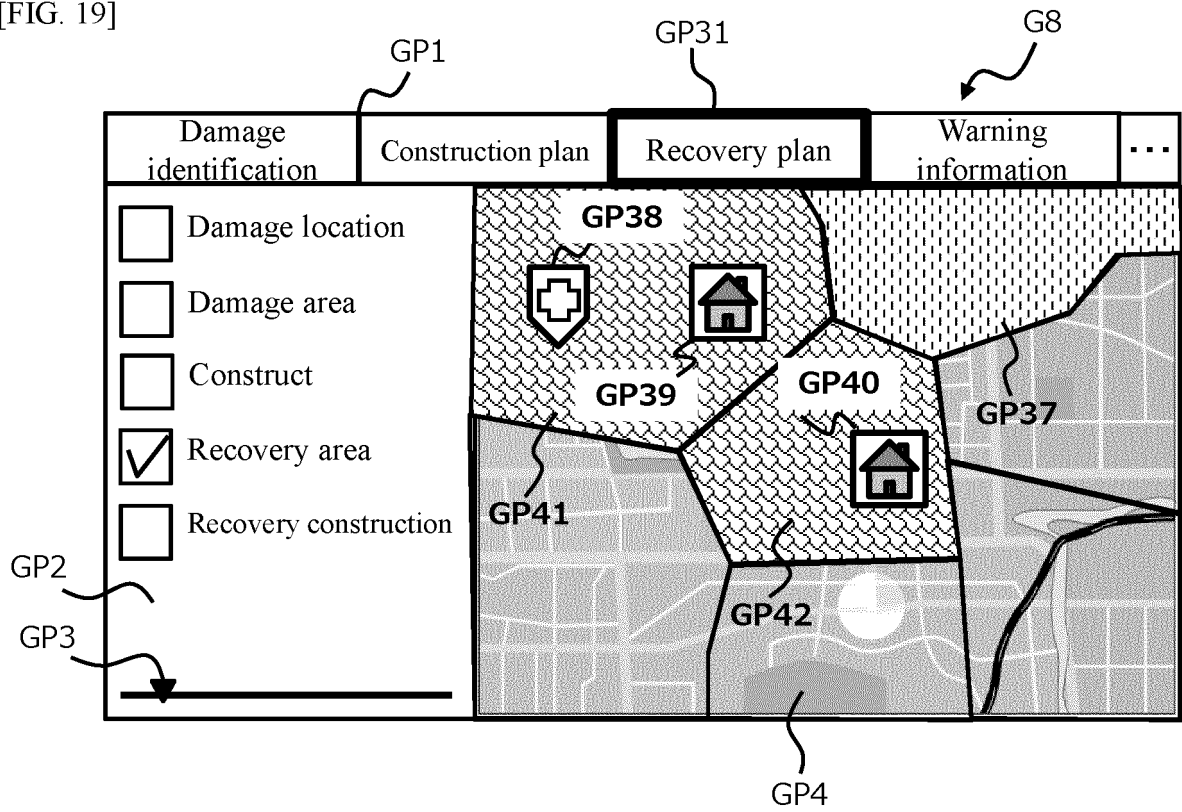 [FIG. 19]
GP1
GP31
G8
Damage
identification
Construction plan
Recovery plan
Warning
information
...
Damage location
Damage area
Construct
Recovery area
Recovery construction
GP38
GP39
GP40
GP37
GP41
GP42
GP2
GP3
GP4